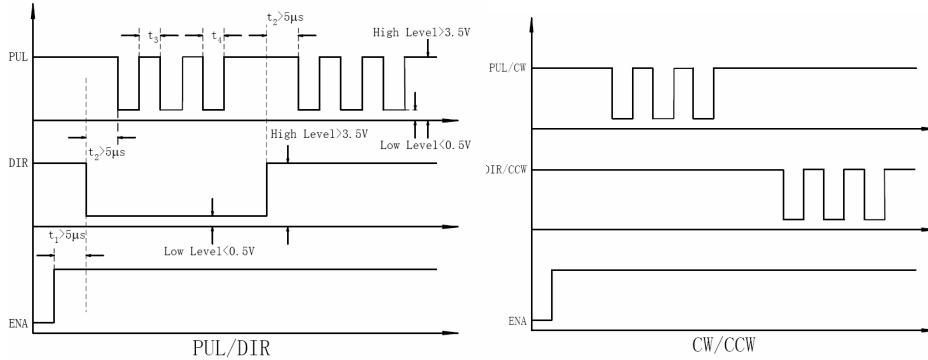 t₂>5μs
t₃
t₄
High Level>3.5V
PUL
High Level>3.5V
t₂>5μs
Low Level<0.5V
DIR
t₁>5μs
Low Level<0.5V
ENA
PUL/DIR
PUL/CW
DIR/CCW
ENA
CW/CCW